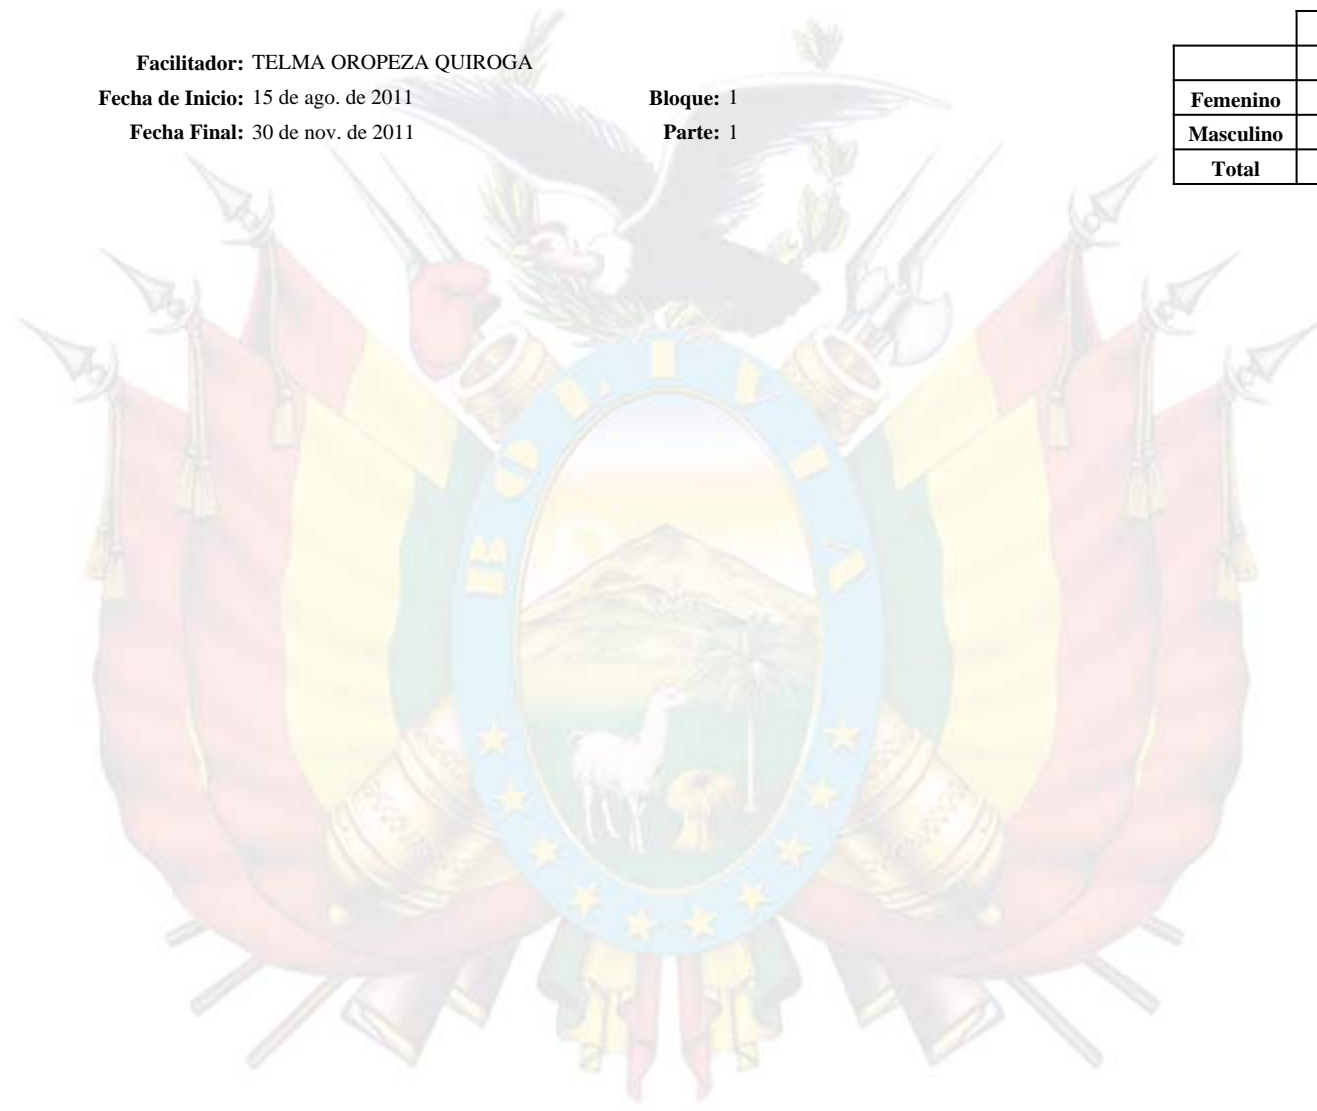 Facilitador: TELMA OROPEZA QUIROGA
Fecha de Inicio: 15 de ago. de 2011 Bloque: 1
Fecha Final: 30 de nov. de 2011 Parte: 1
Femenino
Masculino
Total
BOLIVIA